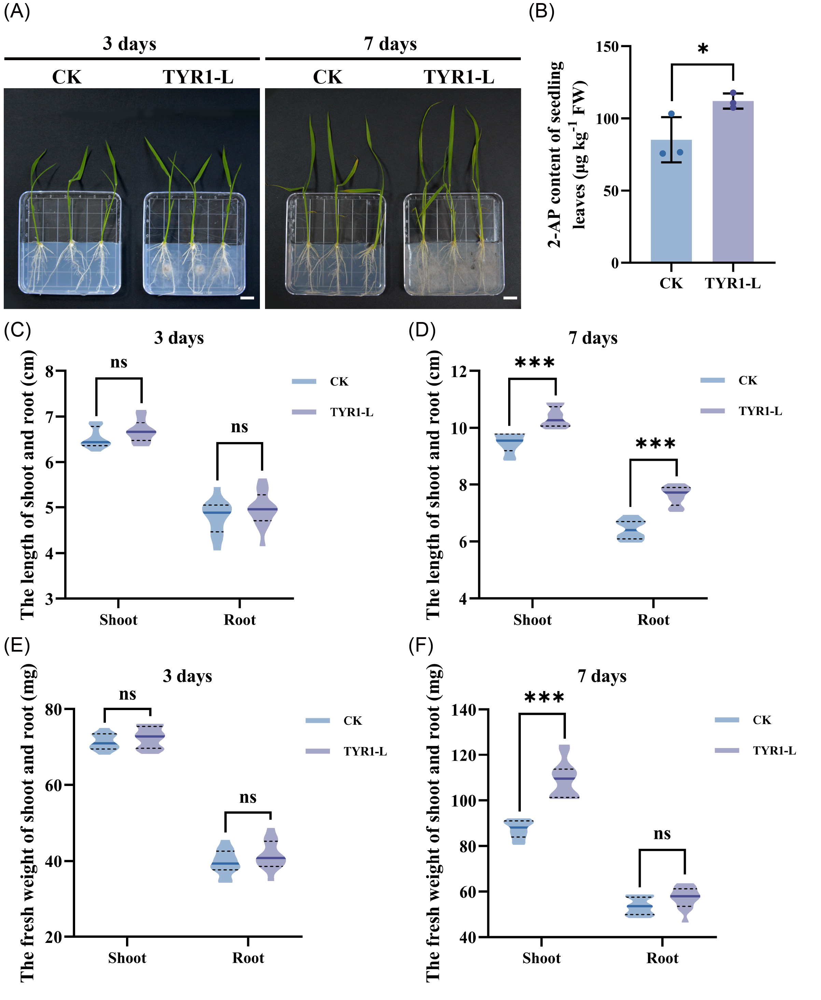 (A)
3 days
7 days
CK
TYR1-L
CK
TYR1-L
(B)
2-AP content of seedling
leaves (µg kg⁻¹ FW)
150
100
50
0
*
CK
TYR1-L
(C)
3 days
The length of shoot and root (cm)
8
7
6
5
4
3
ns
ns
Shoot
Root
CK
TYR1-L
(D)
7 days
The length of shoot and root (cm)
12
10
8
6
4
***
***
Shoot
Root
CK
TYR1-L
(E)
3 days
The fresh weight of shoot and root (mg)
80
60
40
20
ns
ns
Shoot
Root
CK
TYR1-L
(F)
7 days
The fresh weight of shoot and root (mg)
140
120
100
80
60
40
***
ns
Shoot
Root
CK
TYR1-L